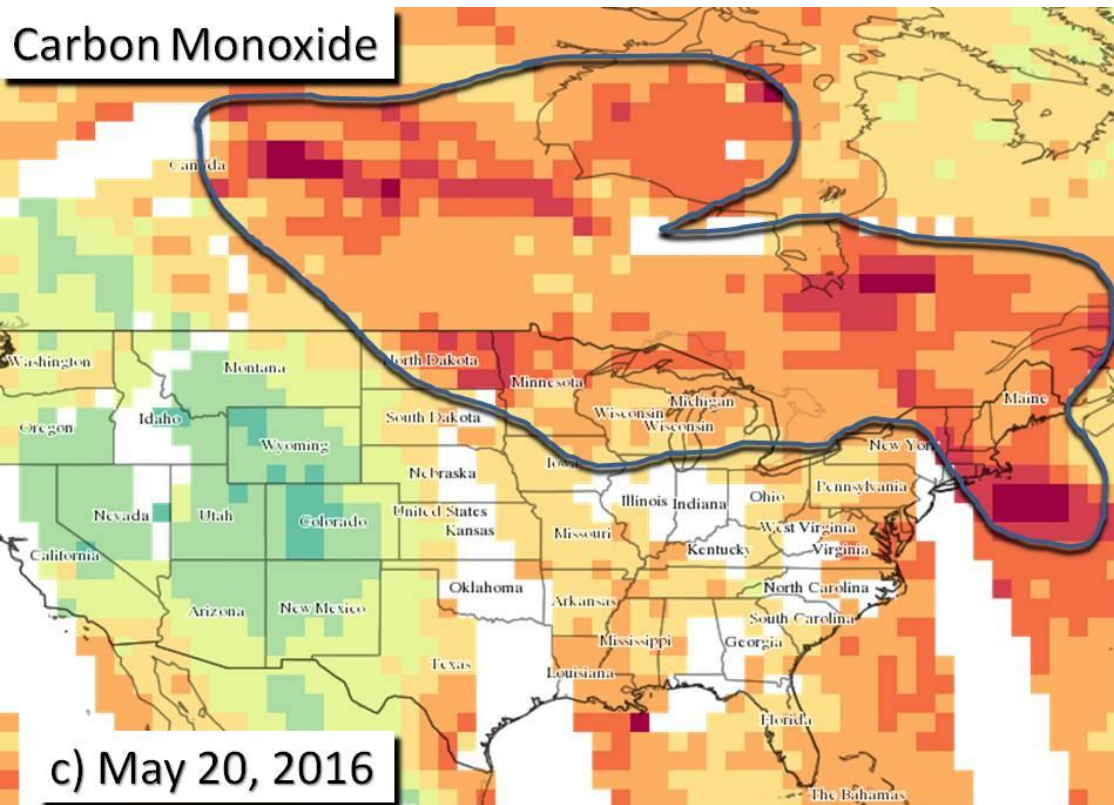 Carbon Monoxide
Canada
Washington
Montana
North Dakota
Minnesota
Maine
Michigan
Wisconsin
Wisconsin
Oregon
Idaho
South Dakota
Wyoming
New York
Nebraska
Iowa
Pennsylvania
Illinois
Indiana
Ohio
Nevada
Utah
Colorado
United States
Kansas
Missouri
West Virginia
Virginia
California
Kentucky
Oklahoma
North Carolina
Arizona
New Mexico
Arkansas
South Carolina
Mississippi
Georgia
Texas
Louisiana
Florida
c) May 20, 2016
The Bahamas